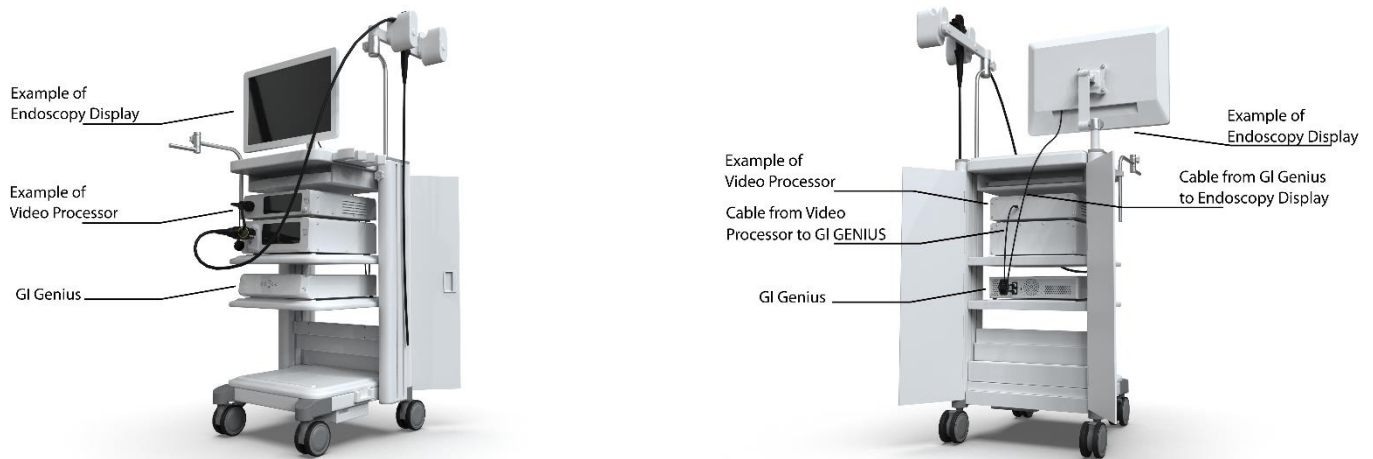 Example of
Endoscopy Display
Example of
Video Processor
GI Genius
Example of
Video Processor
Cable from Video
Processor to GI GENIUS
GI Genius
Example of
Endoscopy Display
Cable from GI Genius
to Endoscopy Display